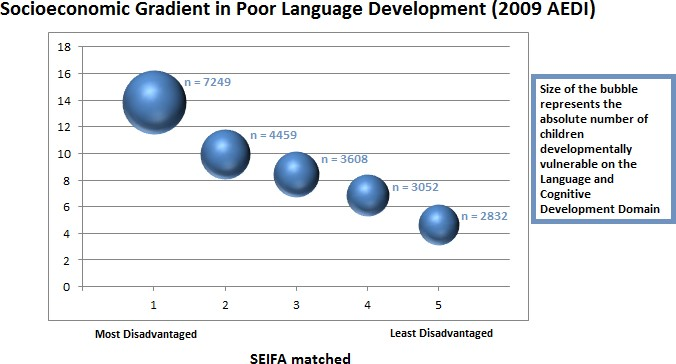 Socioeconomic Gradient in Poor Language Development (2009 AEDI)
18
16
14
12
10
8
6
4
2
0
n = 7249
n = 4459
n = 3608
n = 3052
n = 2832
1 2 3 4 5
Most Disadvantaged Least Disadvantaged
SEIFA matched
Size of the bubble
represents the
absolute number of
children
developmentally
vulnerable on the
Language and
Cognitive
Development Domain